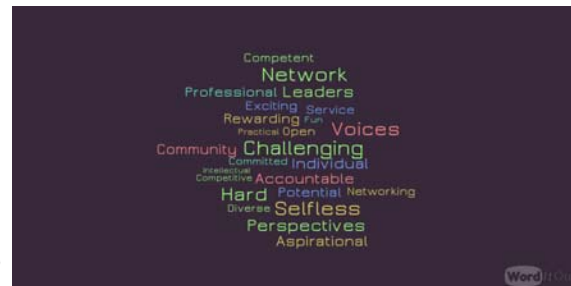 Competent
Network
Professional Leaders
Exciting Service
Rewarding Fun
Practical Open Voices
Community Challenging
Committed Individual
Intellectual
Competitive Accountable
Hard Potential Networking
Diverse Selfless
Perspectives
Aspirational
WordItOut